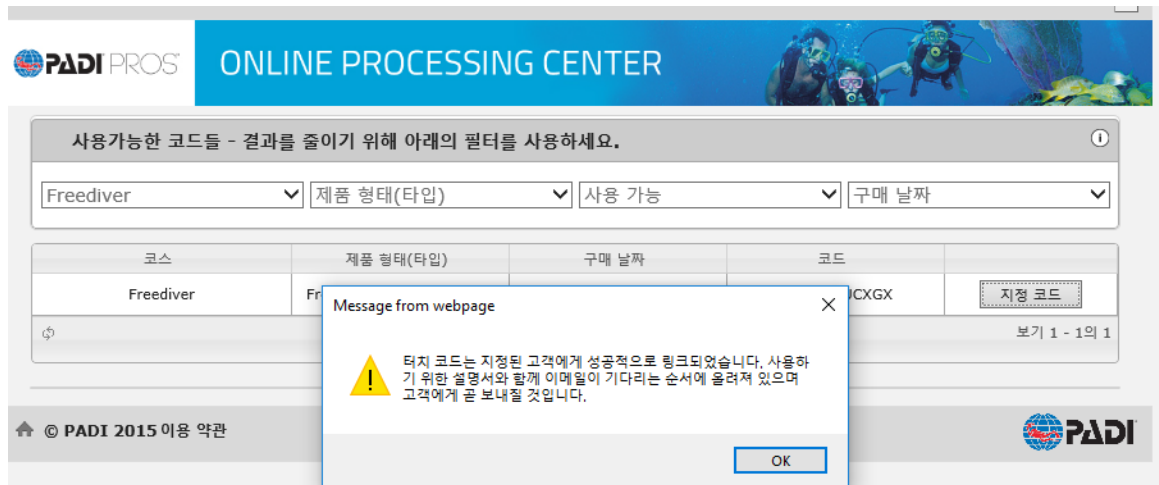 PADI PROS
ONLINE PROCESSING CENTER
사용가능한 코드들 - 결과를 줄이기 위해 아래의 필터를 사용하세요.
Freediver 제품 형태(타입) 사용 가능 구매 날짜
코스 제품 형태(타입) 구매 날짜 코드
Freediver Fr JCXGX 지정 코드
보기 1 - 1의 1
Message from webpage
터치 코드는 지정된 고객에게 성공적으로 링크되었습니다. 사용하
기 위한 설명서와 함께 이메일이 기다리는 순서에 올려져 있으며
고객에게 곧 보내질 것입니다.
OK
© PADI 2015 이용 약관
PADI